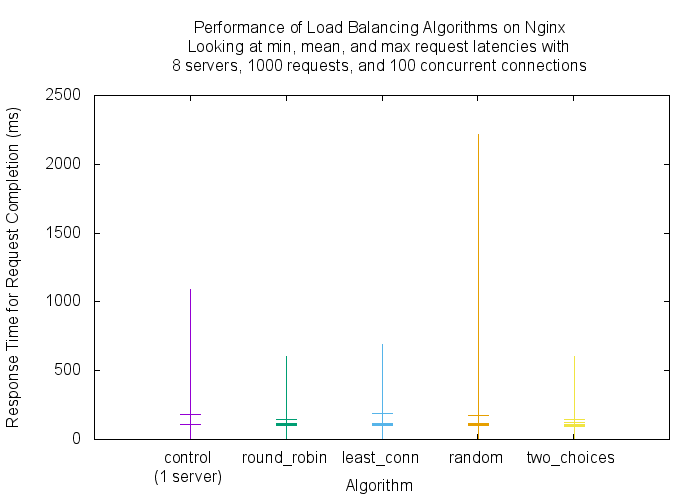 Performance of Load Balancing Algorithms on Nginx
Looking at min, mean, and max request latencies with
8 servers, 1000 requests, and 100 concurrent connections
Response Time for Request Completion (ms)
2500
2000
1500
1000
500
0
control
(1 server)
round_robin
least_conn
random
two_choices
Algorithm